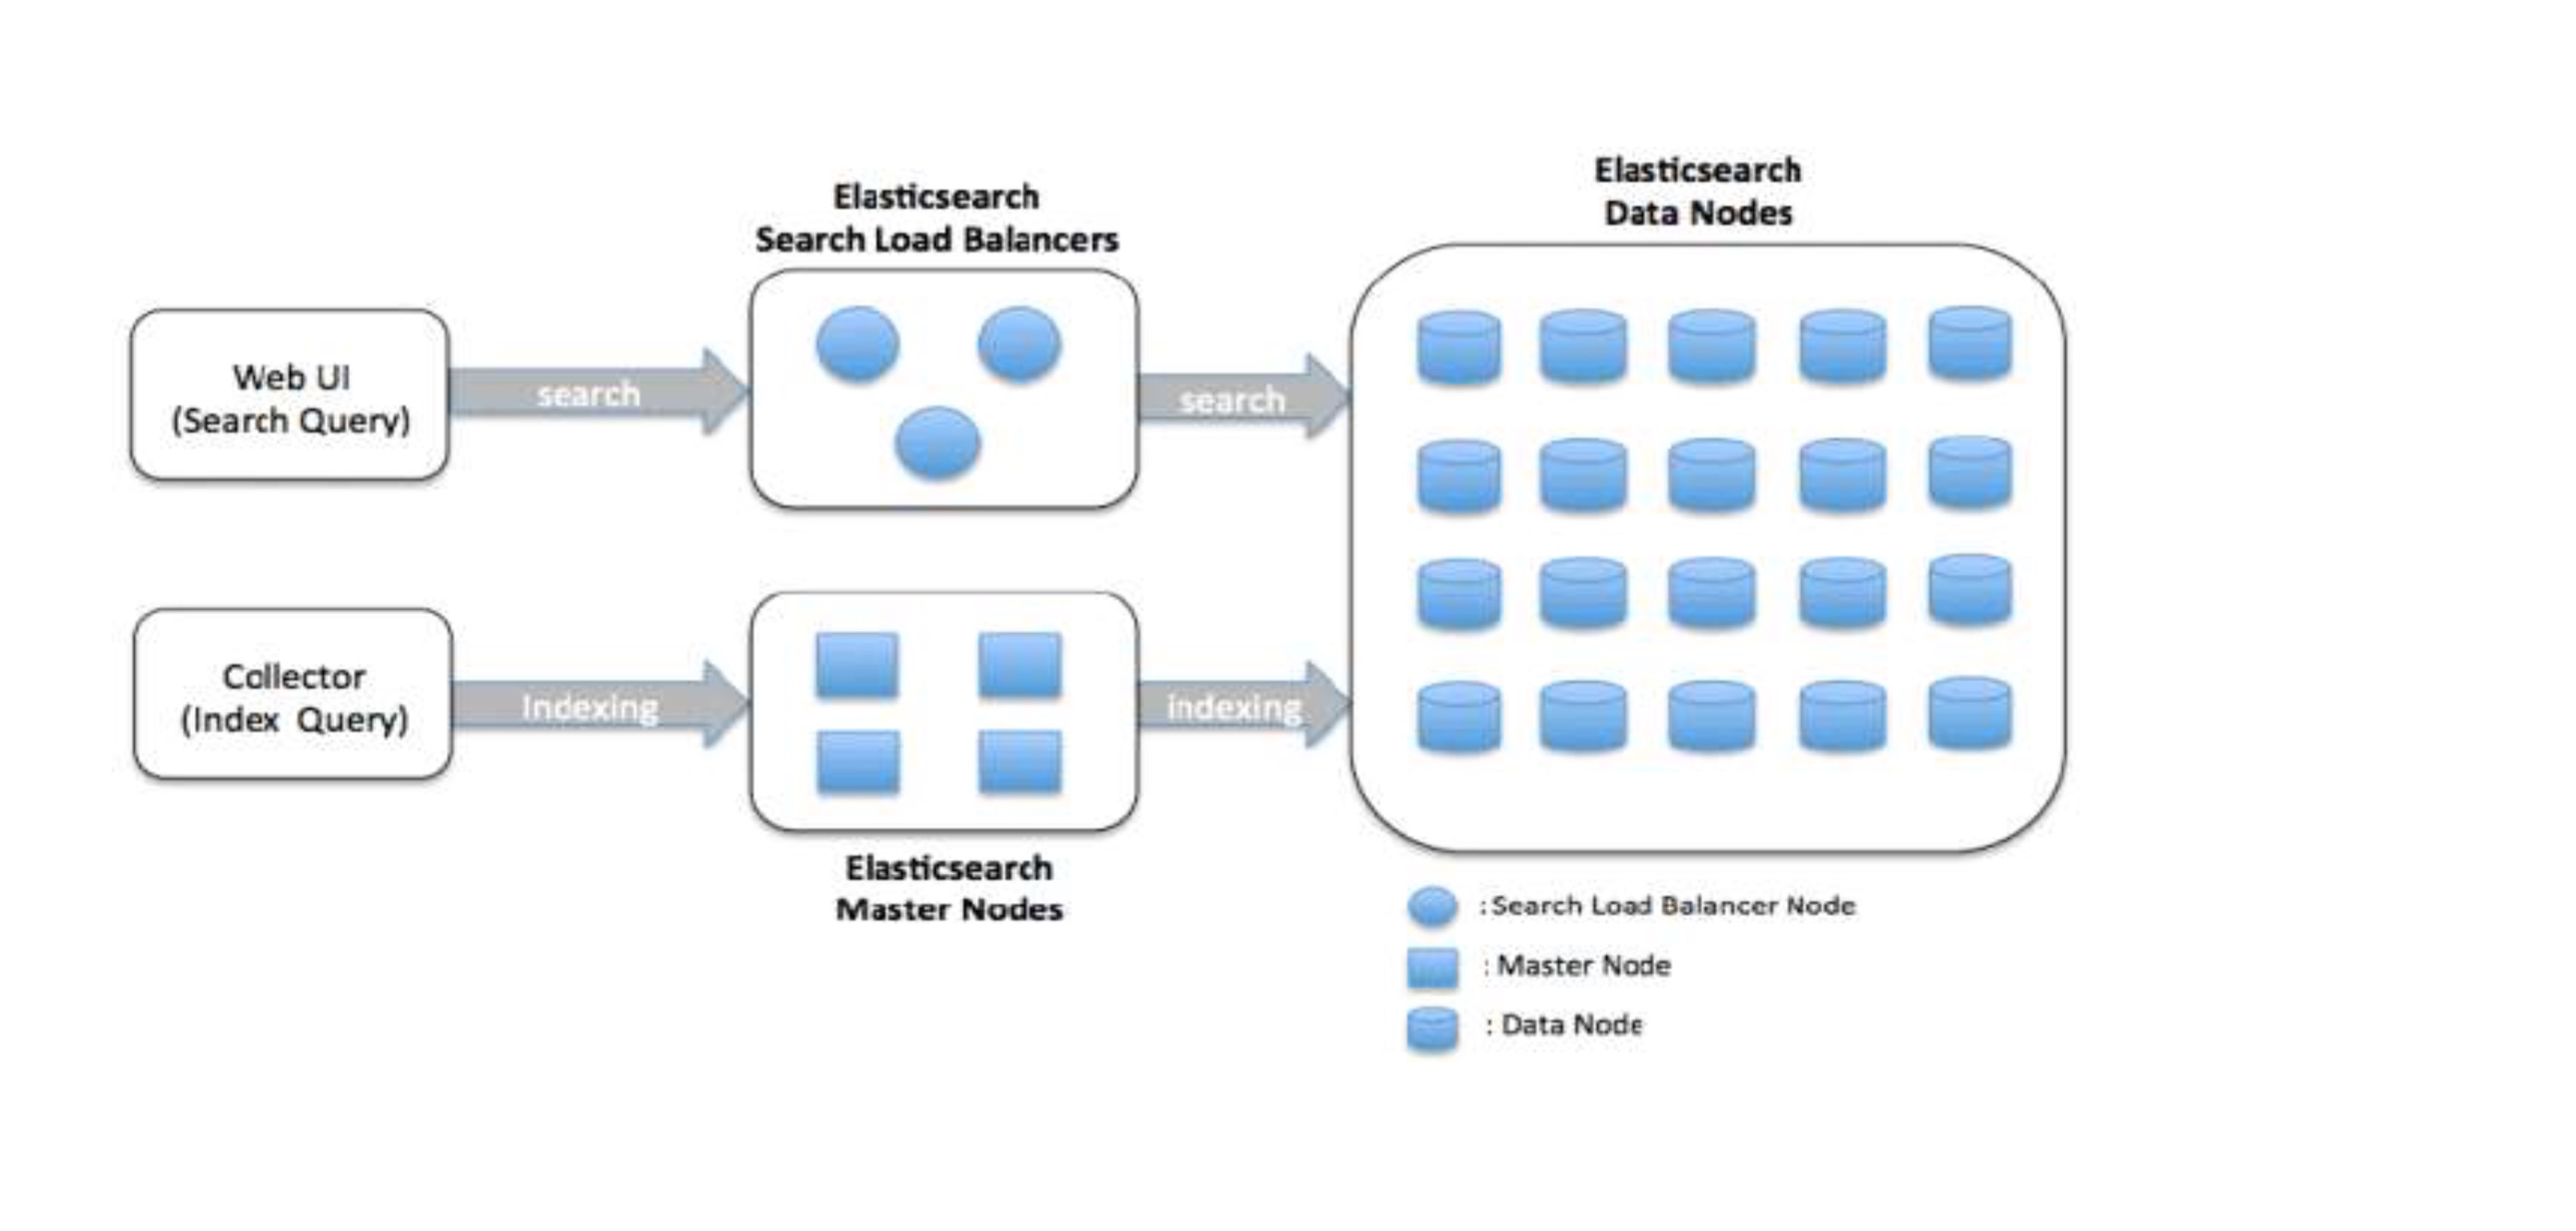 Elasticsearch
Data Nodes
Elasticsearch
Search Load Balancers
Web UI
(Search Query)
search
search
Collector
(Index Query)
Indexing
indexing
Elasticsearch
Master Nodes
: Search Load Balancer Node
: Master Node
: Data Node